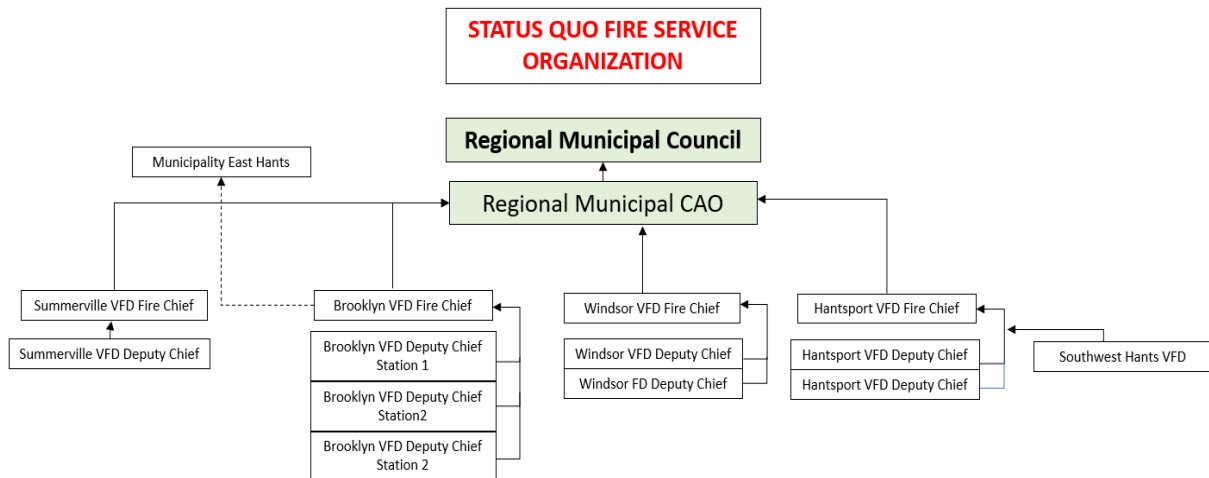 STATUS QUO FIRE SERVICE
ORGANIZATION
Regional Municipal Council
Municipality East Hants
Regional Municipal CAO
Summerville VFD Fire Chief
Brooklyn VFD Fire Chief
Windsor VFD Fire Chief
Hantsport VFD Fire Chief
Summerville VFD Deputy Chief
Brooklyn VFD Deputy Chief
Station 1
Windsor VFD Deputy Chief
Hantsport VFD Deputy Chief
Southwest Hants VFD
Windsor FD Deputy Chief
Hantsport VFD Deputy Chief
Brooklyn VFD Deputy Chief
Station2
Brooklyn VFD Deputy Chief
Station 2